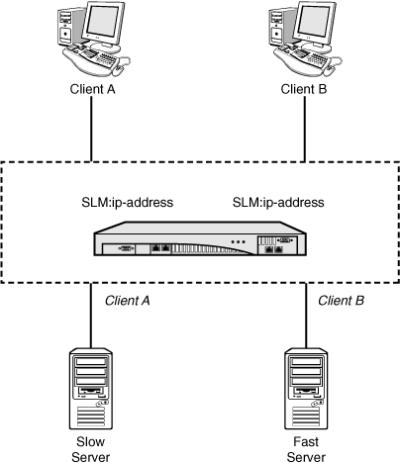 Client A
Client B
SLM:ip-address
SLM:ip-address
Client A
Client B
Slow
Server
Fast
Server